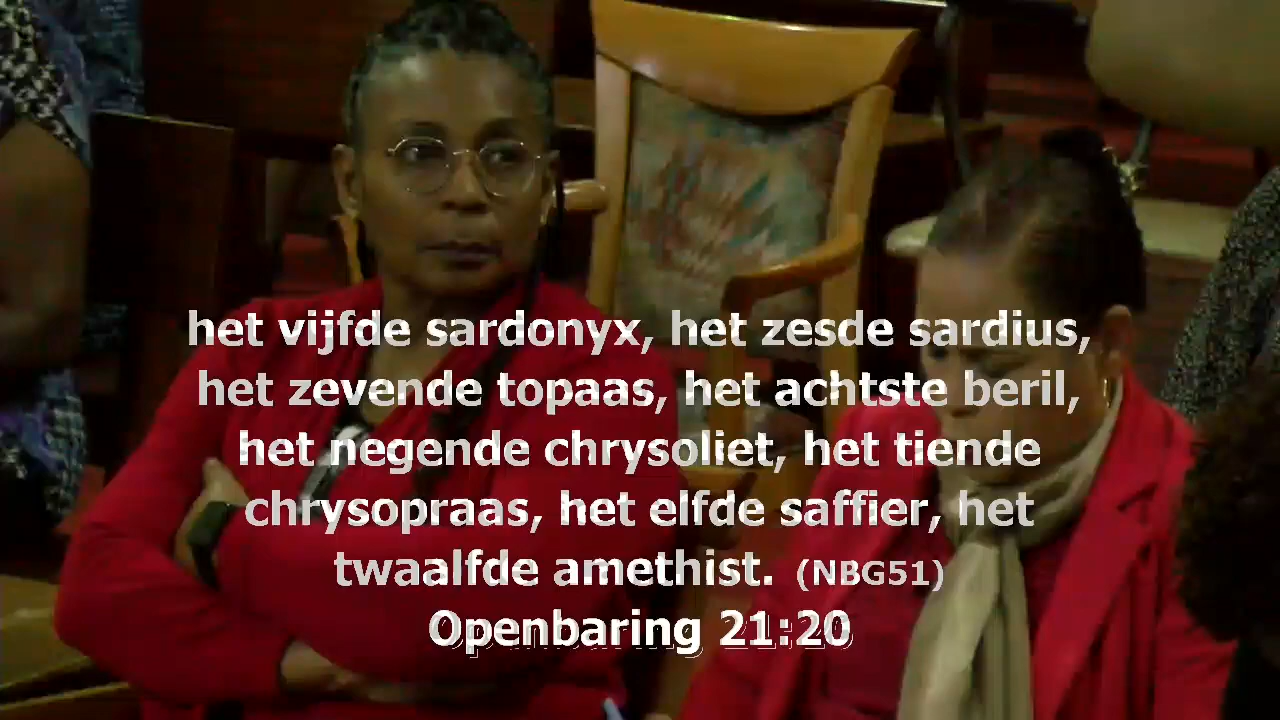 het vijfde sardonyx, het zesde sardius,
het zevende topaas, het achtste beril,
het negende chrysoliet, het tiende
chrysopraas, het elfde saffier, het
twaalfde amethist. (NBG51)
Openbaring 21:20